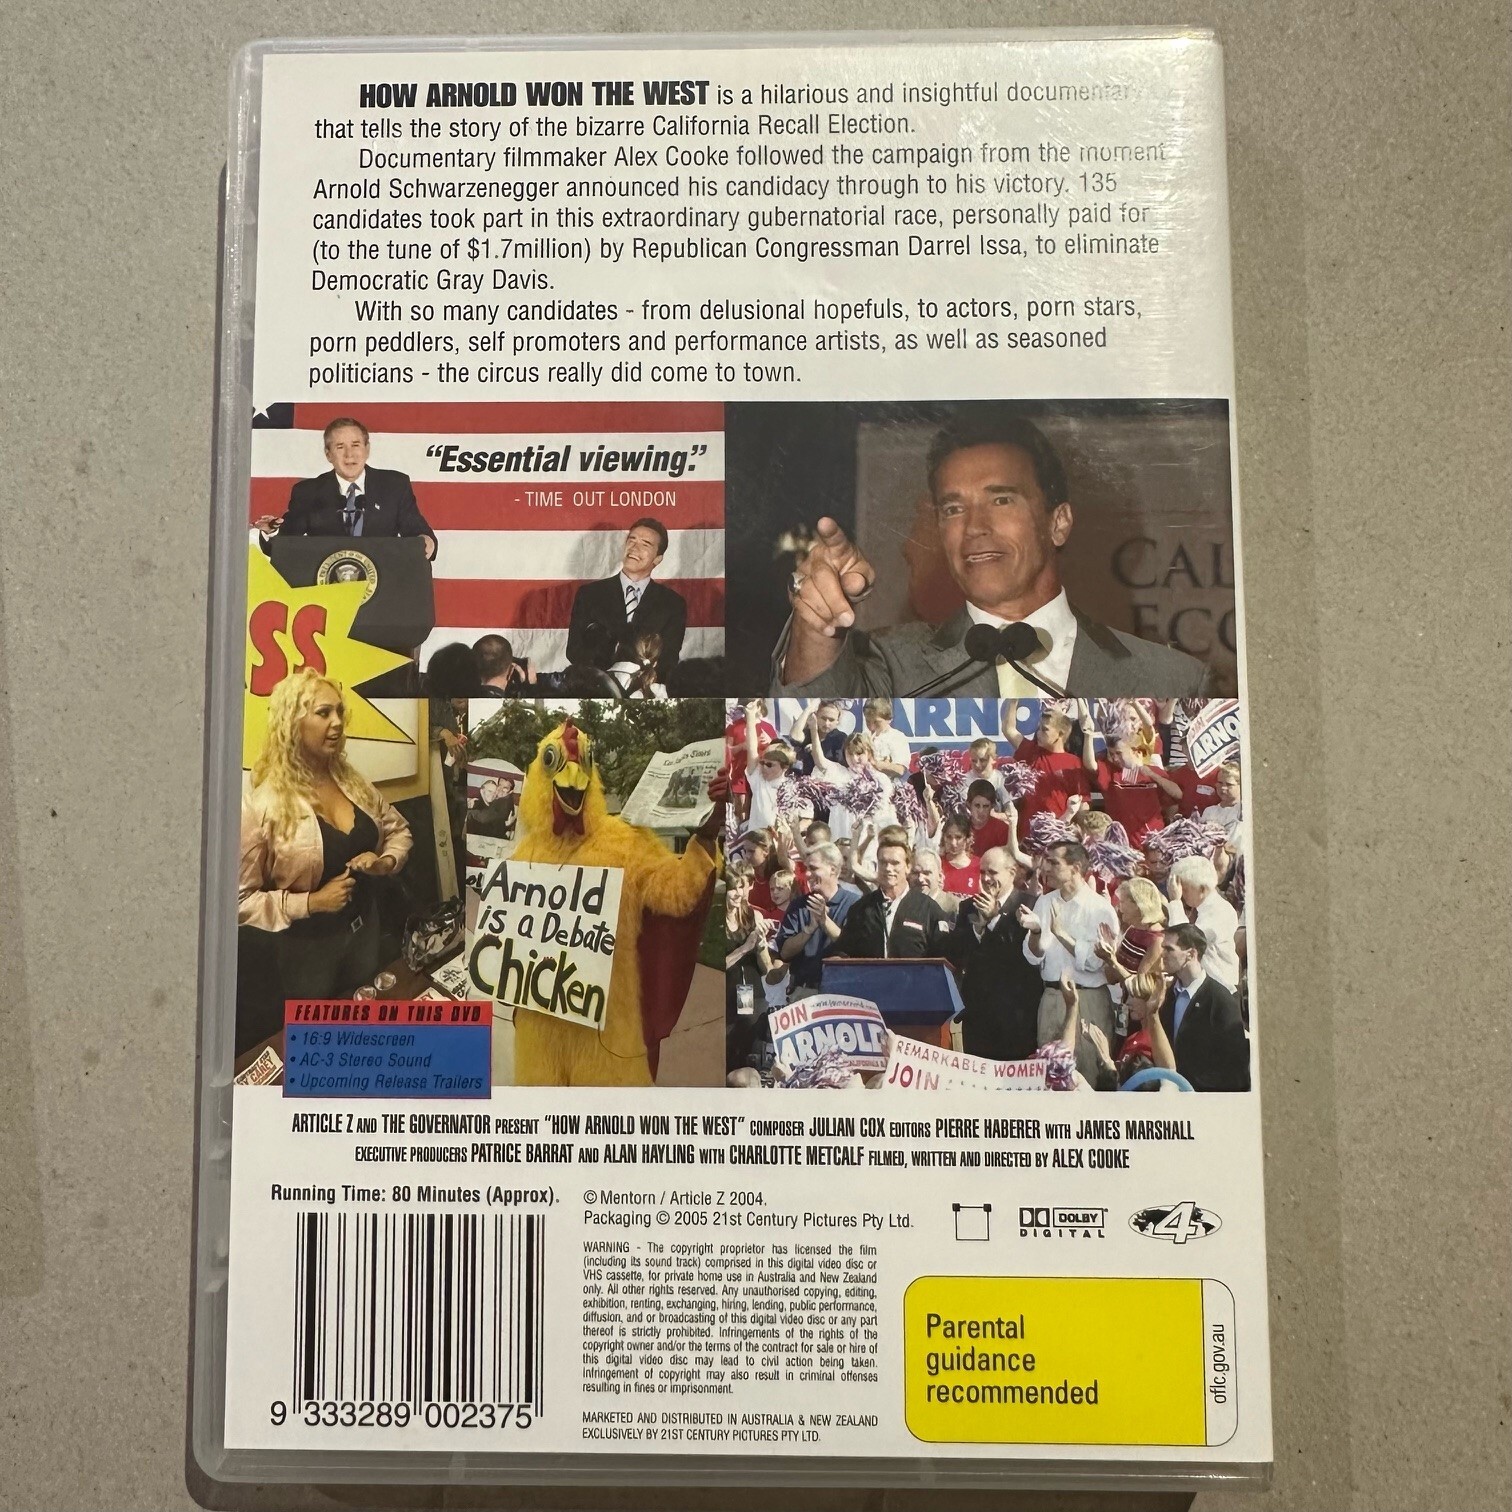 HOW ARNOLD WON THE WEST is a hilarious and insightful documentary
that tells the story of the bizarre California Recall Election.
Documentary filmmaker Alex Cooke followed the campaign from the moment
Arnold Schwarzenegger announced his candidacy through to his victory. 135
candidates took part in this extraordinary gubernatorial race, personally paid for
(to the tune of $1.7million) by Republican Congressman Darrel Issa, to eliminate
Democratic Gray Davis.
With so many candidates - from delusional hopefuls, to actors, porn stars,
porn peddlers, self promoters and performance artists, as well as seasoned
politicians - the circus really did come to town.
"Essential viewing."
- TIME OUT LONDON
CAL
ECO
SS
ARNO
ARNO
Arnold
is a Debate
Chicken
JOIN
ARNOLD
REMARKABLE WOMEN
JOIN
FEATURES ON THIS DVD
• 16:9 Widescreen
• AC-3 Stereo Sound
• Upcoming Release Trailers
ARTICLE Z AND THE GOVERNATOR PRESENT "HOW ARNOLD WON THE WEST" COMPOSER JULIAN COX EDITORS PIERRE HABERER WITH JAMES MARSHALL
EXECUTIVE PRODUCERS PATRICE BARRAT AND ALAN HAYLING WITH CHARLOTTE METCALF FILMED, WRITTEN AND DIRECTED BY ALEX COOKE
Running Time: 80 Minutes (Approx).
9 333289 002375
© Mentorn / Article Z 2004.
Packaging © 2005 21st Century Pictures Pty Ltd.
WARNING - The copyright proprietor has licensed the film
(including its sound track) comprised in this digital video disc or
VHS cassette, for private home use in Australia and New Zealand
only. All other rights reserved. Any unauthorised copying, editing,
exhibition, renting, exchanging, hiring, lending, public performance,
diffusion, and or broadcasting of this digital video disc or any part
thereof is strictly prohibited. Infringements of the rights of the
copyright owner and/or the terms of the contract for sale or hire of
this digital video disc may lead to civil action being taken.
Infringement of copyright may also result in criminal offenses
resulting in fines or imprisonment.
MARKETED AND DISTRIBUTED IN AUSTRALIA & NEW ZEALAND
EXCLUSIVELY BY 21ST CENTURY PICTURES PTY LTD.
DOLBY
DIGITAL
4
Parental
guidance
recommended
oflc.gov.au